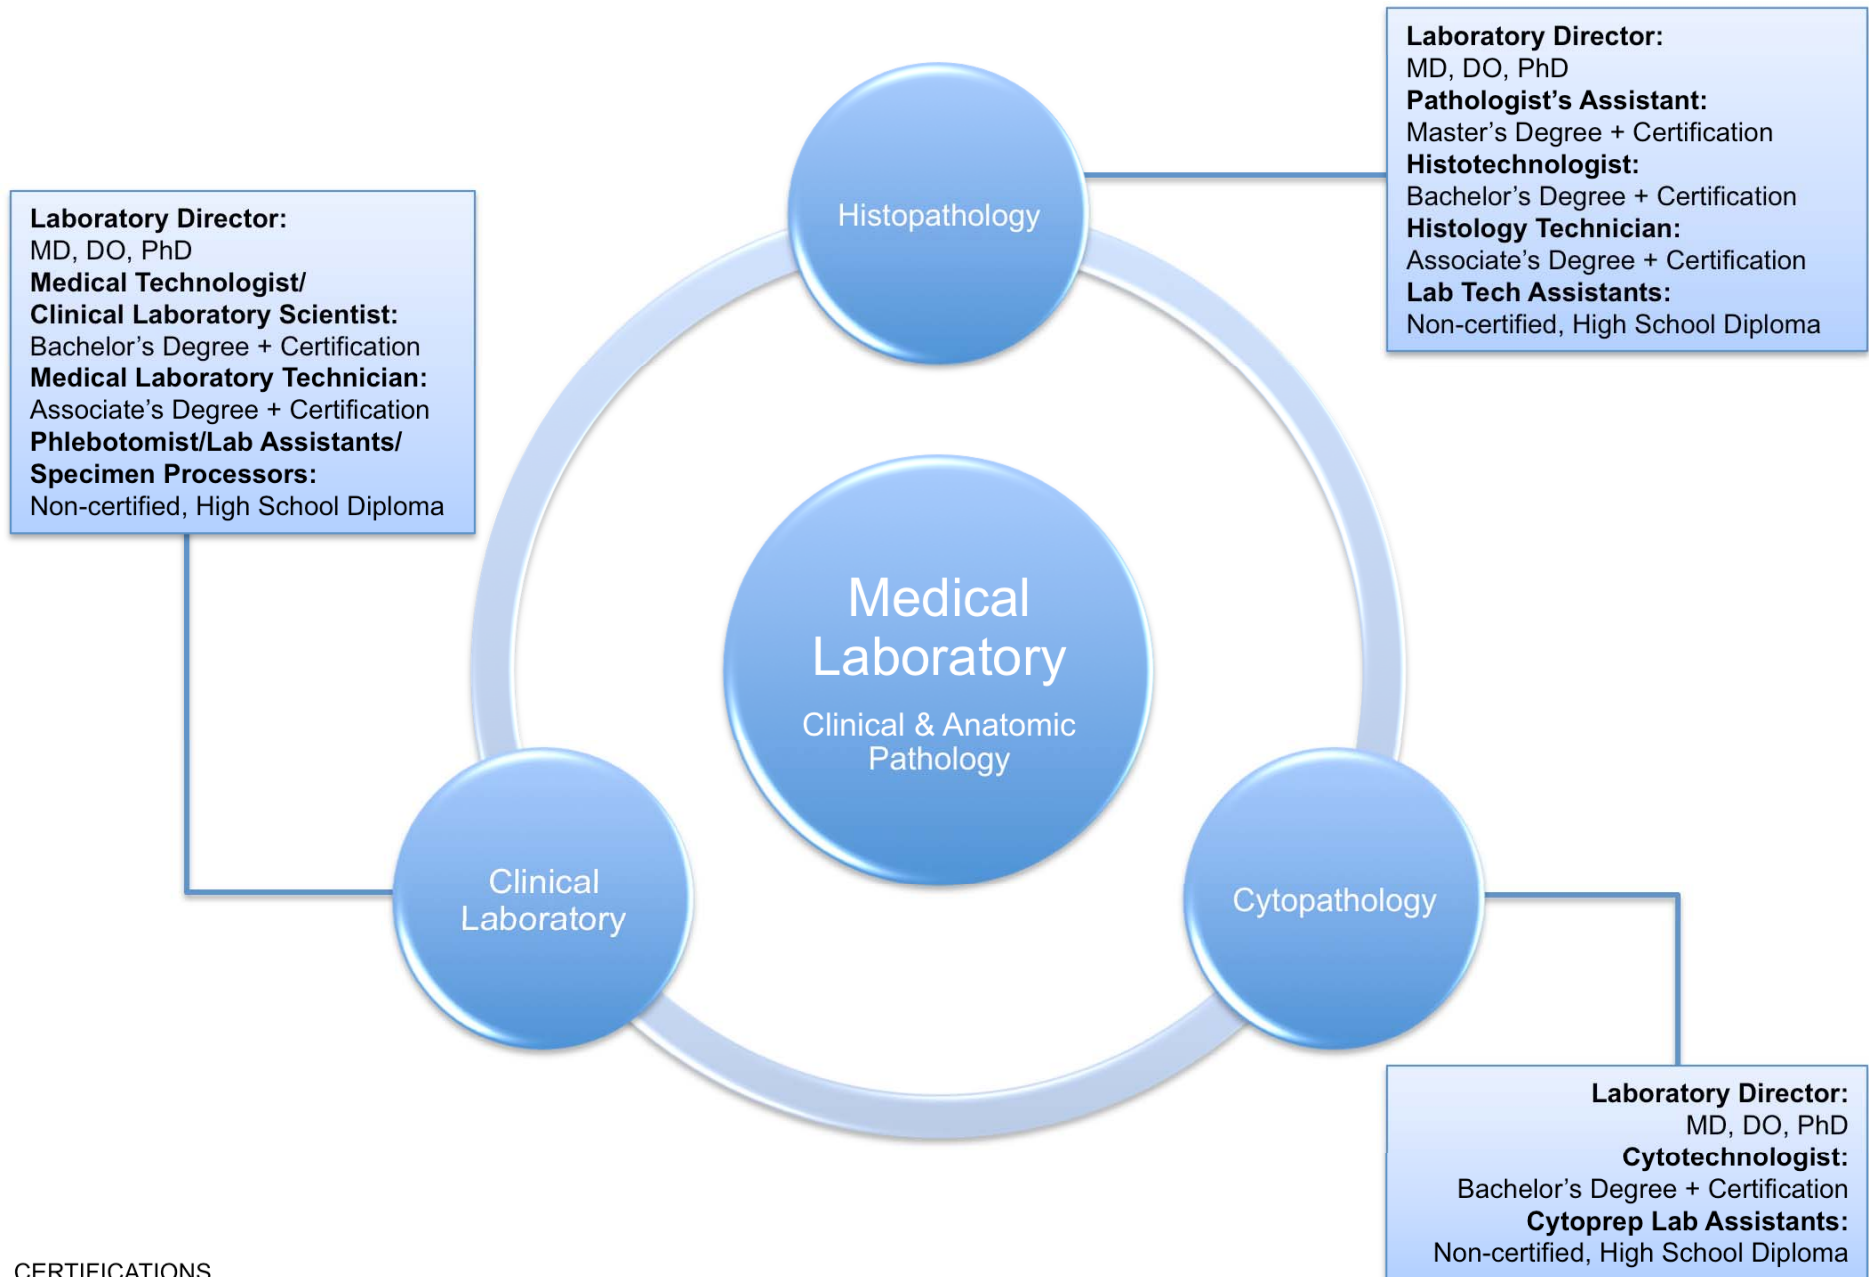 Laboratory Director:
MD, DO, PhD
Pathologist’s Assistant:
Master’s Degree + Certification
Histotechnologist:
Bachelor’s Degree + Certification
Histology Technician:
Associate’s Degree + Certification
Lab Tech Assistants:
Non-certified, High School Diploma
Histopathology
Laboratory Director:
MD, DO, PhD
Medical Technologist/
Clinical Laboratory Scientist:
Bachelor’s Degree + Certification
Medical Laboratory Technician:
Associate’s Degree + Certification
Phlebotomist/Lab Assistants/
Specimen Processors:
Non-certified, High School Diploma
Medical
Laboratory
Clinical & Anatomic
Pathology
Clinical
Laboratory
Cytopathology
Laboratory Director:
MD, DO, PhD
Cytotechnologist:
Bachelor’s Degree + Certification
Cytoprep Lab Assistants:
Non-certified, High School Diploma
CERTIFICATIONS